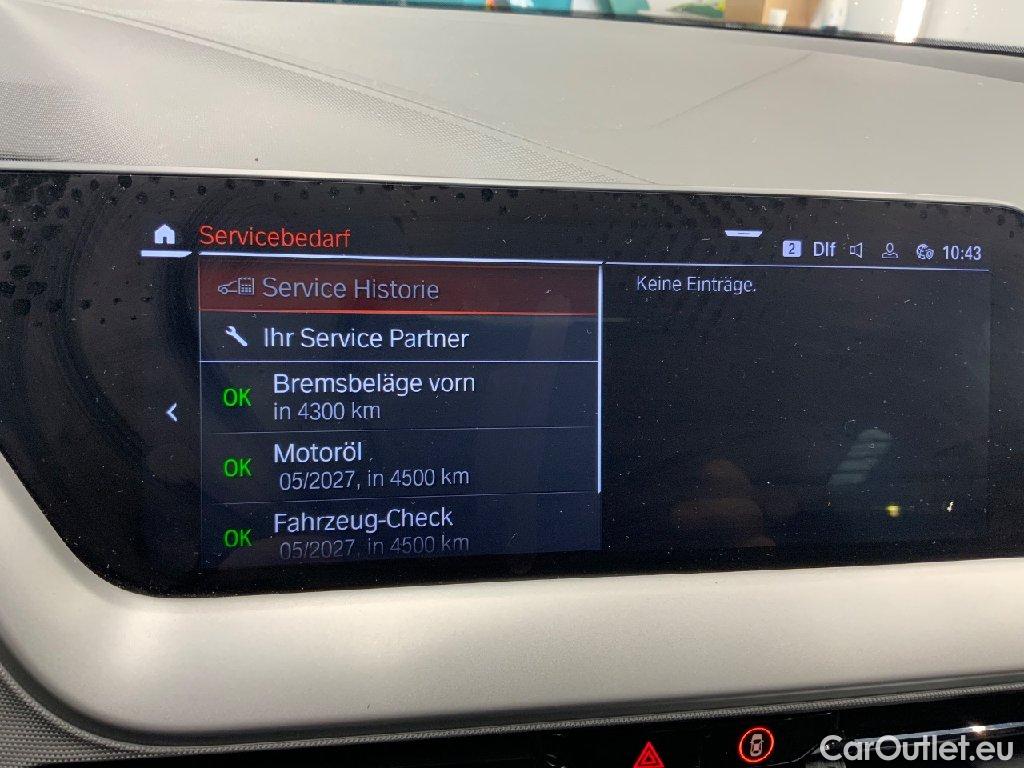 Servicebedarf
2 Dlf 10:43
Service Historie
Keine Einträge.
Ihr Service Partner
OK Bremsbeläge vorn
in 4300 km
OK Motoröl
05/2027, in 4500 km
OK Fahrzeug-Check
05/2027, in 4500 km
CarOutlet.eu